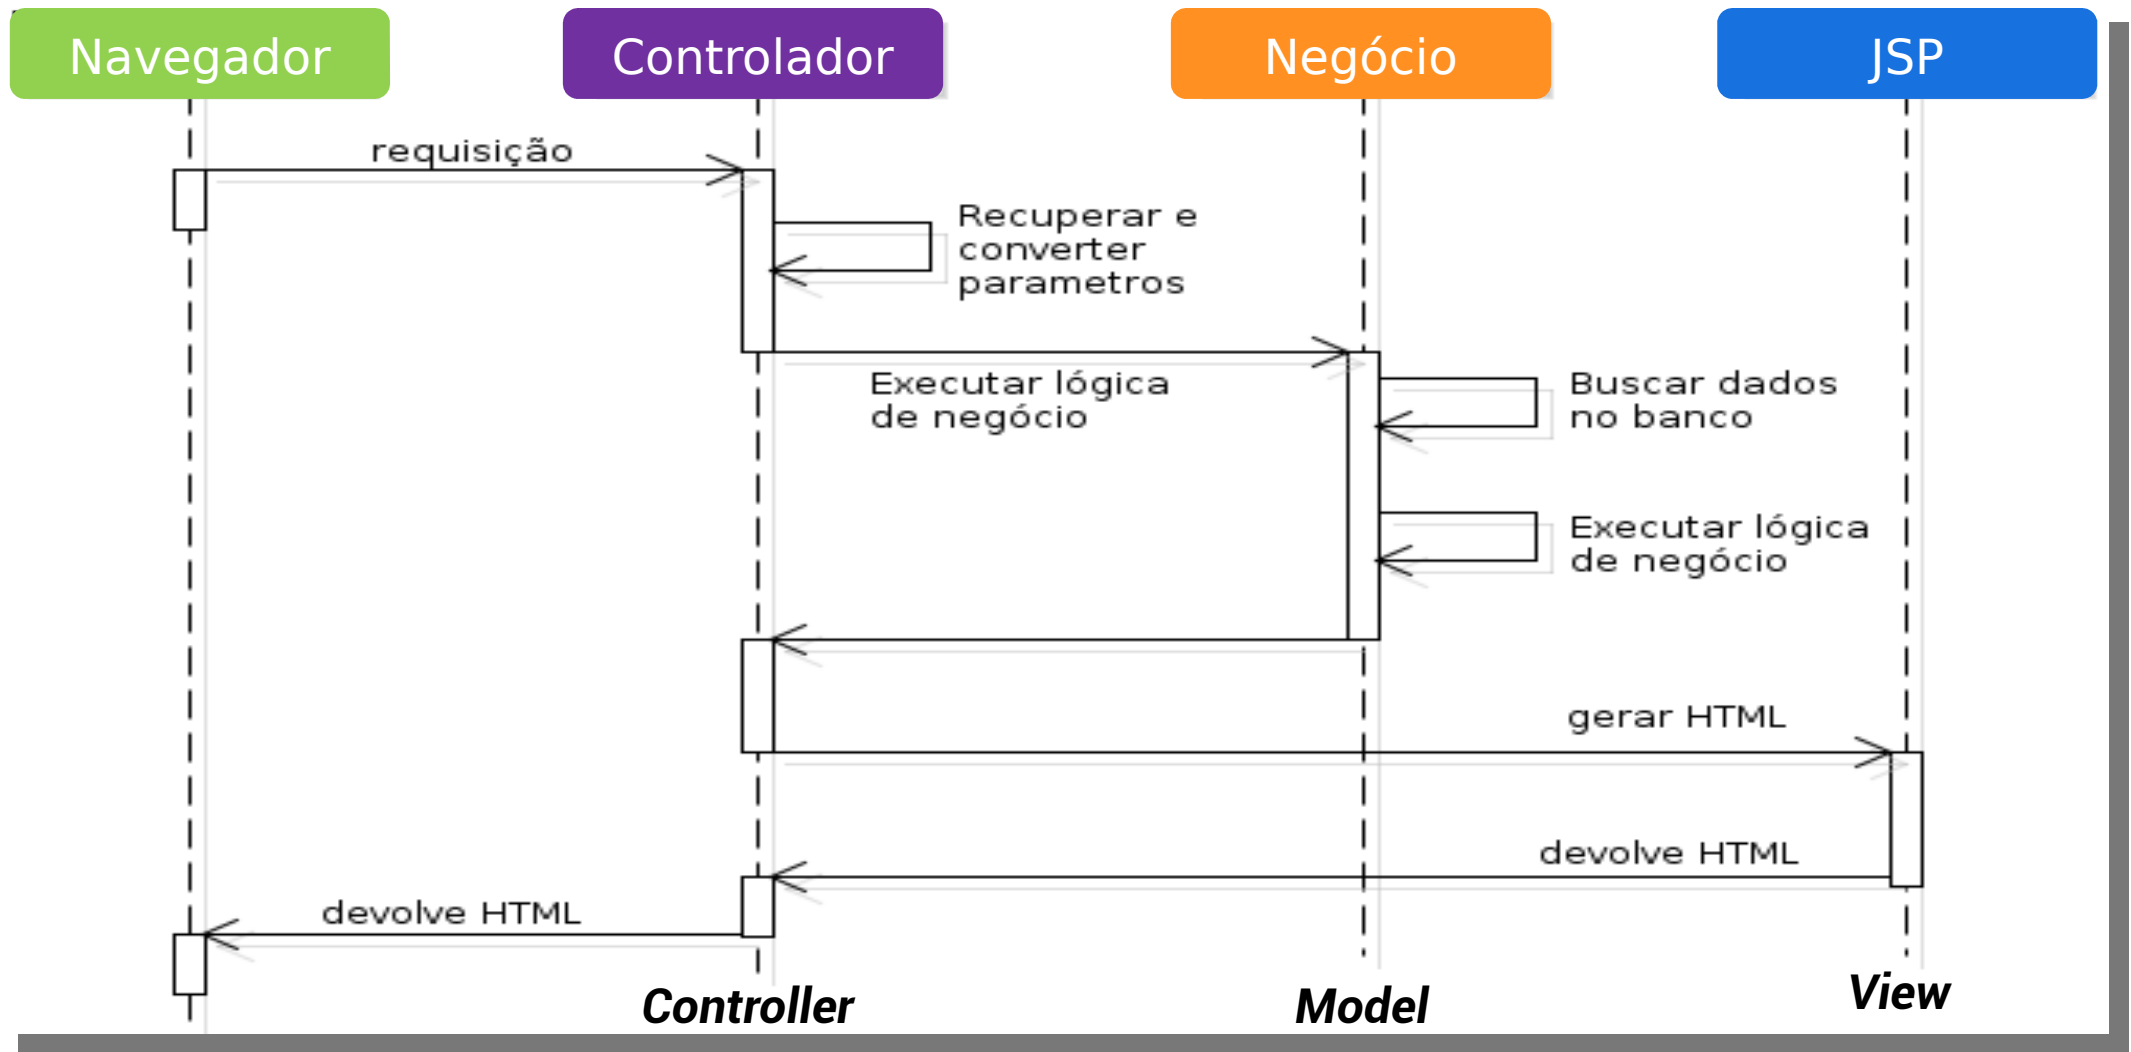 Navegador
Controlador
Negócio
JSP
requisição
Recuperar e
converter
parametros
Executar lógica
de negócio
Buscar dados
no banco
Executar lógica
de negócio
gerar HTML
devolve HTML
devolve HTML
Controller
Model
View